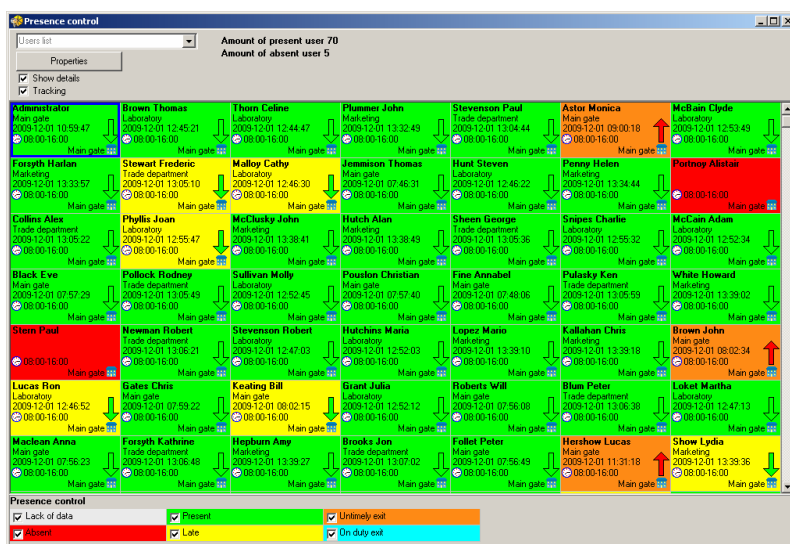 Presence control
Users list
Amount of present user 70
Amount of absent user 5
Properties
Show details
Tracking
Administrator
Main gate
2009-12-01 10:59:47
08:00-16:00
Main gate
Brown Thomas
Laboratory
2009-12-01 12:45:21
08:00-16:00
Main gate
Thorn Celine
Laboratory
2009-12-01 12:44:47
08:00-16:00
Main gate
Plummer John
Marketing
2009-12-01 13:32:49
08:00-16:00
Main gate
Stevenson Paul
Trade department
2009-12-01 13:04:44
08:00-16:00
Main gate
Astor Monica
Main gate
2009-12-01 09:00:18
08:00-16:00
Main gate
McBain Clyde
Laboratory
2009-12-01 12:53:49
08:00-16:00
Main gate
Forsyth Harlan
Marketing
2009-12-01 13:33:57
08:00-16:00
Main gate
Stewart Frederic
Trade department
2009-12-01 13:05:10
08:00-16:00
Main gate
Malloy Cathy
Laboratory
2009-12-01 12:46:30
08:00-16:00
Main gate
Jemmison Thomas
Main gate
2009-12-01 07:46:31
08:00-16:00
Main gate
Hunt Steven
Laboratory
2009-12-01 12:46:22
08:00-16:00
Main gate
Penny Helen
Marketing
2009-12-01 13:34:44
08:00-16:00
Main gate
Portnoy Alistair
08:00-16:00
Main gate
Collins Alex
Trade department
2009-12-01 13:05:22
08:00-16:00
Main gate
Phyllis Joan
Laboratory
2009-12-01 12:55:47
08:00-16:00
Main gate
McClusky John
Marketing
2009-12-01 13:38:41
08:00-16:00
Main gate
Hutch Alan
Marketing
2009-12-01 13:38:49
08:00-16:00
Main gate
Sheen George
Trade department
2009-12-01 13:05:36
08:00-16:00
Main gate
Snipes Charlie
Laboratory
2009-12-01 12:55:32
08:00-16:00
Main gate
McCain Adam
Laboratory
2009-12-01 12:52:34
08:00-16:00
Main gate
Black Eve
Main gate
2009-12-01 07:57:29
08:00-16:00
Main gate
Pollock Rodney
Trade department
2009-12-01 13:05:49
08:00-16:00
Main gate
Sullivan Molly
Laboratory
2009-12-01 12:52:45
08:00-16:00
Main gate
Pouslon Christian
Main gate
2009-12-01 07:57:40
08:00-16:00
Main gate
Fine Annabel
Main gate
2009-12-01 07:48:06
08:00-16:00
Main gate
Pulasky Ken
Trade department
2009-12-01 13:05:59
08:00-16:00
Main gate
White Howard
Marketing
2009-12-01 13:39:02
08:00-16:00
Main gate
Stern Paul
08:00-16:00
Main gate
Newman Robert
Trade department
2009-12-01 13:06:21
08:00-16:00
Main gate
Stevenson Robert
Laboratory
2009-12-01 12:47:03
08:00-16:00
Main gate
Hutchins Maria
Laboratory
2009-12-01 12:52:03
08:00-16:00
Main gate
Lopez Mario
Marketing
2009-12-01 13:39:10
08:00-16:00
Main gate
Kallahan Chris
Marketing
2009-12-01 13:39:18
08:00-16:00
Main gate
Brown John
Main gate
2009-12-01 08:02:34
08:00-16:00
Main gate
Lucas Ron
Laboratory
2009-12-01 12:46:52
08:00-16:00
Main gate
Gates Chris
Main gate
2009-12-01 07:59:22
08:00-16:00
Main gate
Keating Bill
Main gate
2009-12-01 08:02:15
08:00-16:00
Main gate
Grant Julia
Laboratory
2009-12-01 12:52:12
08:00-16:00
Main gate
Roberts Will
Main gate
2009-12-01 07:56:08
08:00-16:00
Main gate
Blum Peter
Trade department
2009-12-01 13:06:38
08:00-16:00
Main gate
Loket Martha
Laboratory
2009-12-01 12:47:13
08:00-16:00
Main gate
Maclean Anna
Main gate
2009-12-01 07:56:23
08:00-16:00
Main gate
Forsyth Kathrine
Trade department
2009-12-01 13:06:48
08:00-16:00
Main gate
Hepburn Amy
Marketing
2009-12-01 13:39:27
08:00-16:00
Main gate
Brooks Jon
Trade department
2009-12-01 13:07:02
08:00-16:00
Main gate
Follet Peter
Main gate
2009-12-01 07:56:49
08:00-16:00
Main gate
Hershow Lucas
Main gate
2009-12-01 11:31:18
08:00-16:00
Main gate
Show Lydia
Marketing
2009-12-01 13:39:36
08:00-16:00
Main gate
Presence control
Lack of data
Present
Untimely exit
Absent
Late
On duty exit